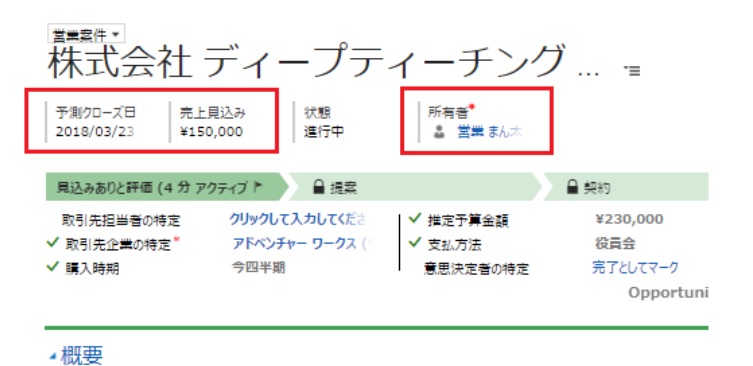 営業案件
株式会社 ディープティーチング ...
予測クローズ日 売上見込み 状態 所有者*
2018/03/23 ¥150,000 進行中 営業 まん太
見込みありと評価 (4 分 アクティブ 提案 契約
取引先担当者の特定 クリックして入力してくださ 推定予算金額 ¥230,000
取引先企業の特定* アドベンチャー ワークス ( 支払方法 役員会
購入時期 今四半期 意思決定者の特定 完了としてマーク
Opportuni
概要